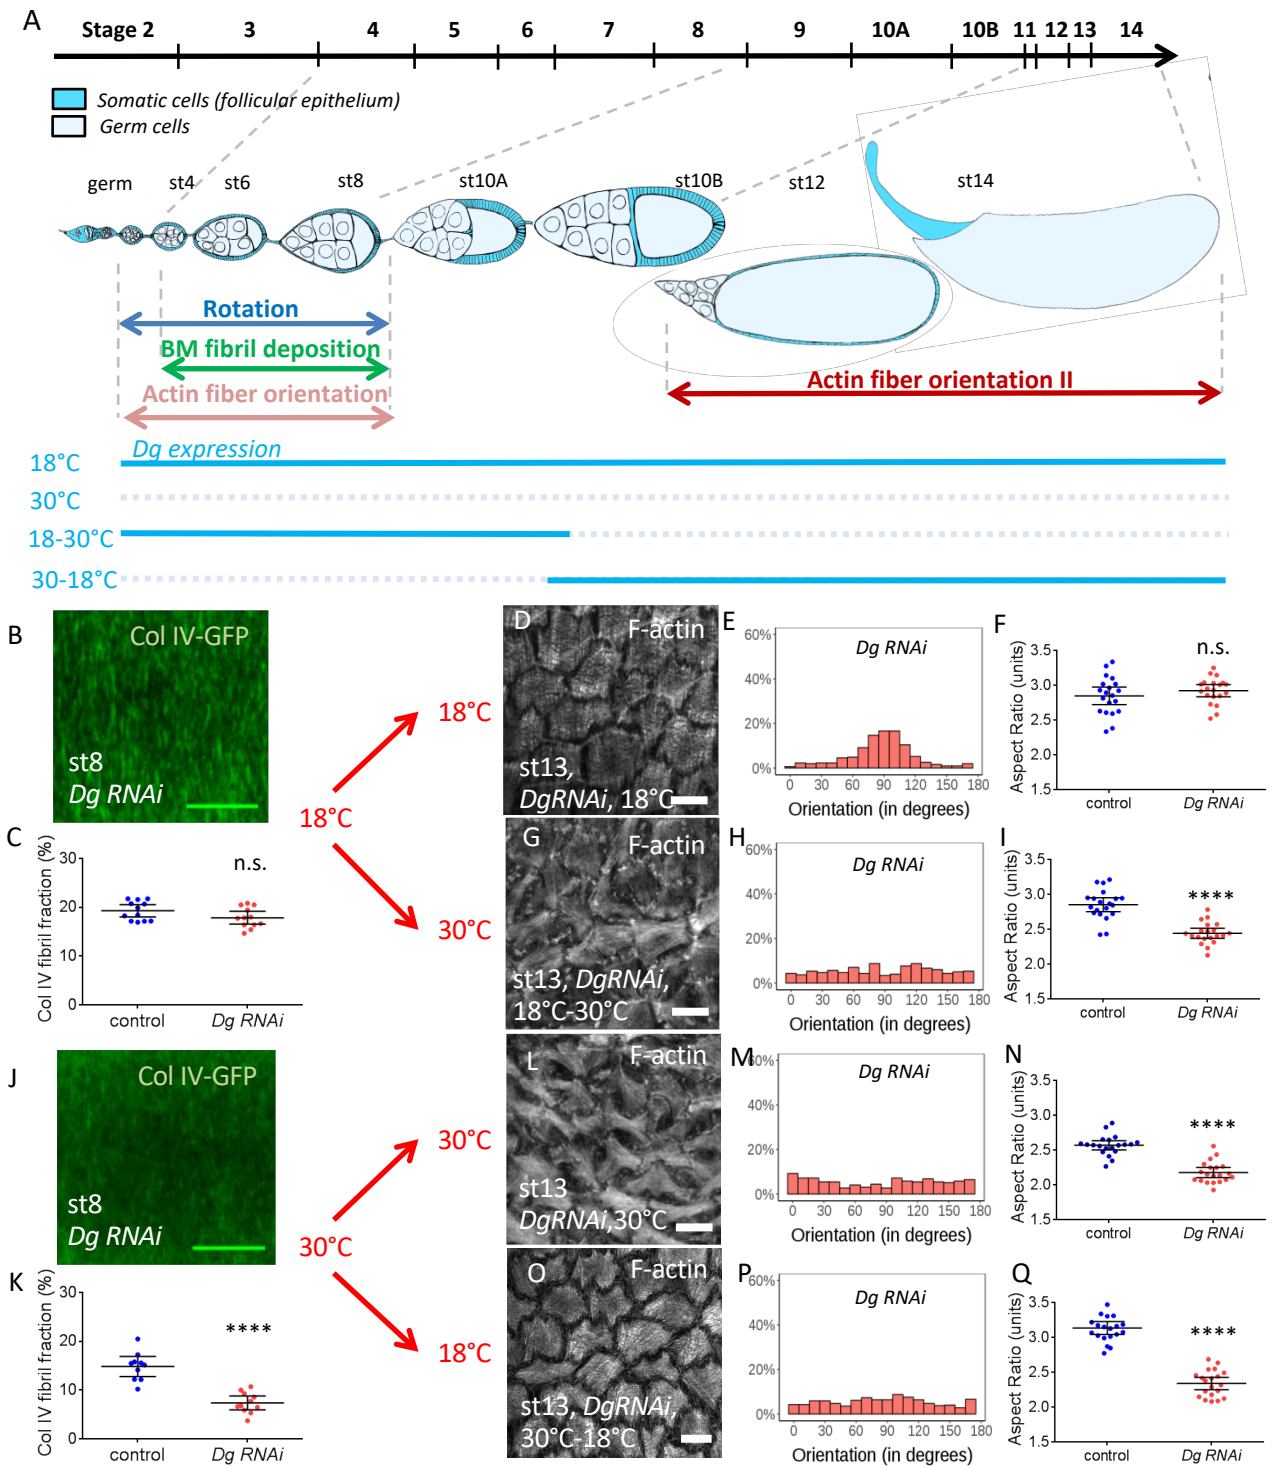 A
Stage 2 3 4 5 6 7 8 9 10A 10B 11 12 13 14
Somatic cells (follicular epithelium)
Germ cells
germ st4 st6 st8 st10A st10B st12 st14
Rotation
BM fibril deposition
Actin fiber orientation
Actin fiber orientation II
Dg expression
18°C
30°C
18-30°C
30-18°C
B
Col IV-GFP
st8
Dg RNAi
C
Col IV fibril fraction (%)
30
20
10
0
n.s.
control Dg RNAi
18°C
18°C
30°C
D
F-actin
st13,
DgRNAi, 18°C
E
Dg RNAi
60%
40%
20%
0%
0 30 60 90 120 150 180
Orientation (in degrees)
F
Aspect Ratio (units)
3.5
3.0
2.5
2.0
1.5
n.s.
control Dg RNAi
G
F-actin
st13, DgRNAi,
18°C-30°C
H
Dg RNAi
60%
40%
20%
0%
0 30 60 90 120 150 180
Orientation (in degrees)
I
Aspect Ratio (units)
3.5
3.0
2.5
2.0
1.5
****
control Dg RNAi
J
Col IV-GFP
st8
Dg RNAi
K
Col IV fibril fraction (%)
30
20
10
0
****
control Dg RNAi
30°C
30°C
18°C
L
F-actin
st13
DgRNAi,30°C
M
Dg RNAi
60%
40%
20%
0%
0 30 60 90 120 150 180
Orientation (in degrees)
N
Aspect Ratio (units)
3.5
3.0
2.5
2.0
1.5
****
control Dg RNAi
O
F-actin
st13, DgRNAi,
30°C-18°C
P
Dg RNAi
60%
40%
20%
0%
0 30 60 90 120 150 180
Orientation (in degrees)
Q
Aspect Ratio (units)
3.5
3.0
2.5
2.0
1.5
****
control Dg RNAi